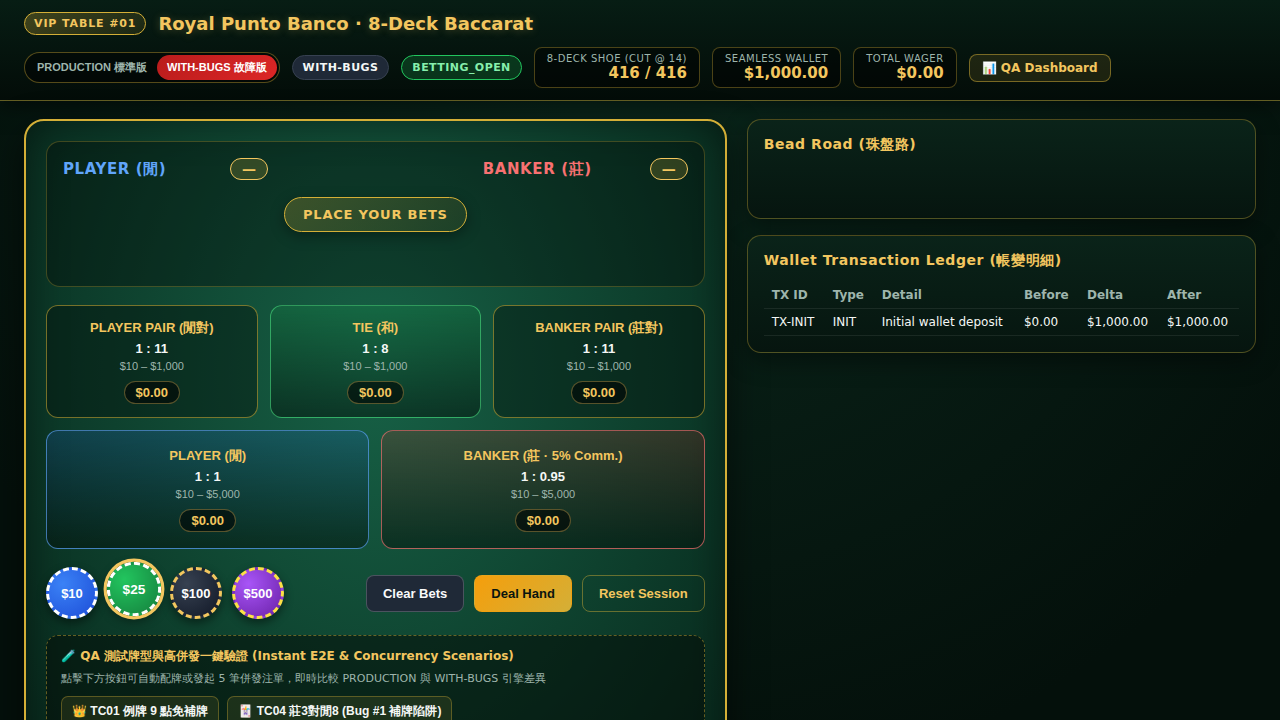 VIP TABLE #01
Royal Punto Banco · 8-Deck Baccarat
PRODUCTION 標準版
WITH-BUGS 故障版
WITH-BUGS
BETTING_OPEN
8-DECK SHOE (CUT @ 14)
416 / 416
SEAMLESS WALLET
$1,000.00
TOTAL WAGER
$0.00
📊 QA Dashboard
PLAYER (閒)
—
BANKER (莊)
—
PLACE YOUR BETS
PLAYER PAIR (閒對)
1 : 11
$10 – $1,000
$0.00
TIE (和)
1 : 8
$10 – $1,000
$0.00
BANKER PAIR (莊對)
1 : 11
$10 – $1,000
$0.00
PLAYER (閒)
1 : 1
$10 – $5,000
$0.00
BANKER (莊 · 5% Comm.)
1 : 0.95
$10 – $5,000
$0.00
$10
$25
$100
$500
Clear Bets
Deal Hand
Reset Session
🧪 QA 測試牌型與高併發一鍵驗證 (Instant E2E & Concurrency Scenarios)
點擊下方按鈕可自動配牌或發起 5 筆併發注單，即時比較 PRODUCTION 與 WITH-BUGS 引擎差異
👑 TC01 例牌 9 點免補牌
🃏 TC04 莊3對閒8 (Bug #1 補牌陷阱)
Bead Road (珠盤路)
Wallet Transaction Ledger (帳變明細)
TX ID Type Detail Before Delta After
TX-INIT INIT Initial wallet deposit $0.00 $1,000.00 $1,000.00